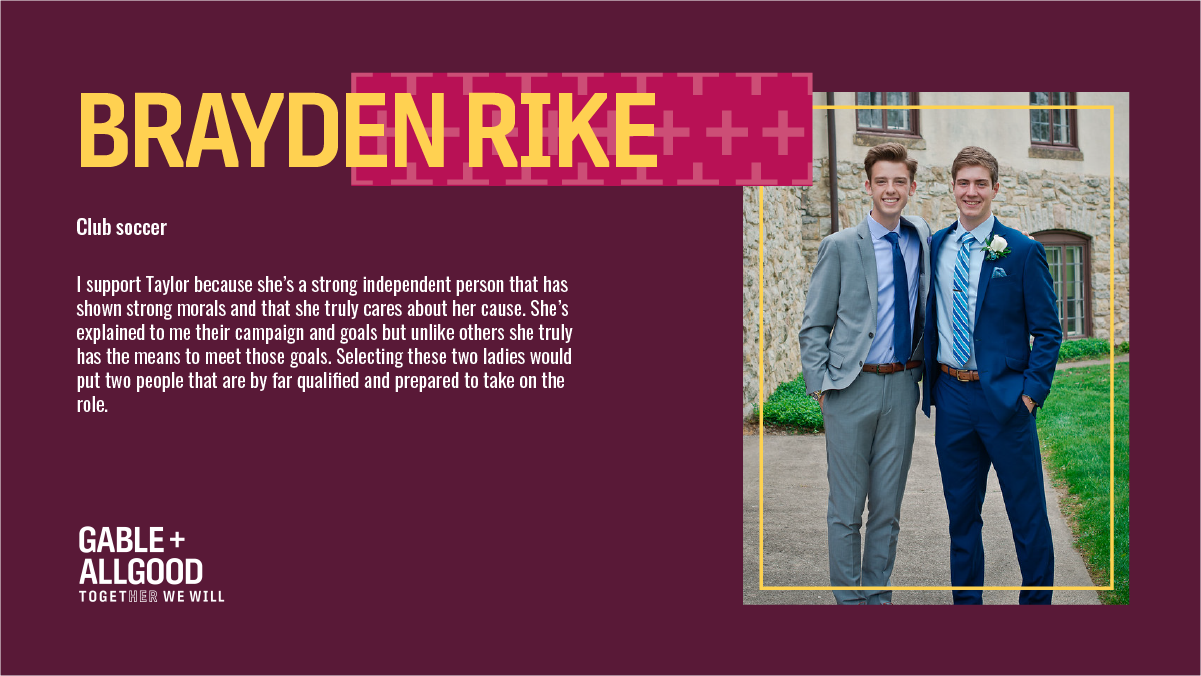 BRAYDEN RIKE
Club soccer
I support Taylor because she’s a strong independent person that has
shown strong morals and that she truly cares about her cause. She’s
explained to me their campaign and goals but unlike others she truly
has the means to meet those goals. Selecting these two ladies would
put two people that are by far qualified and prepared to take on the
role.
GABLE +
ALLGOOD
TOGETHER WE WILL